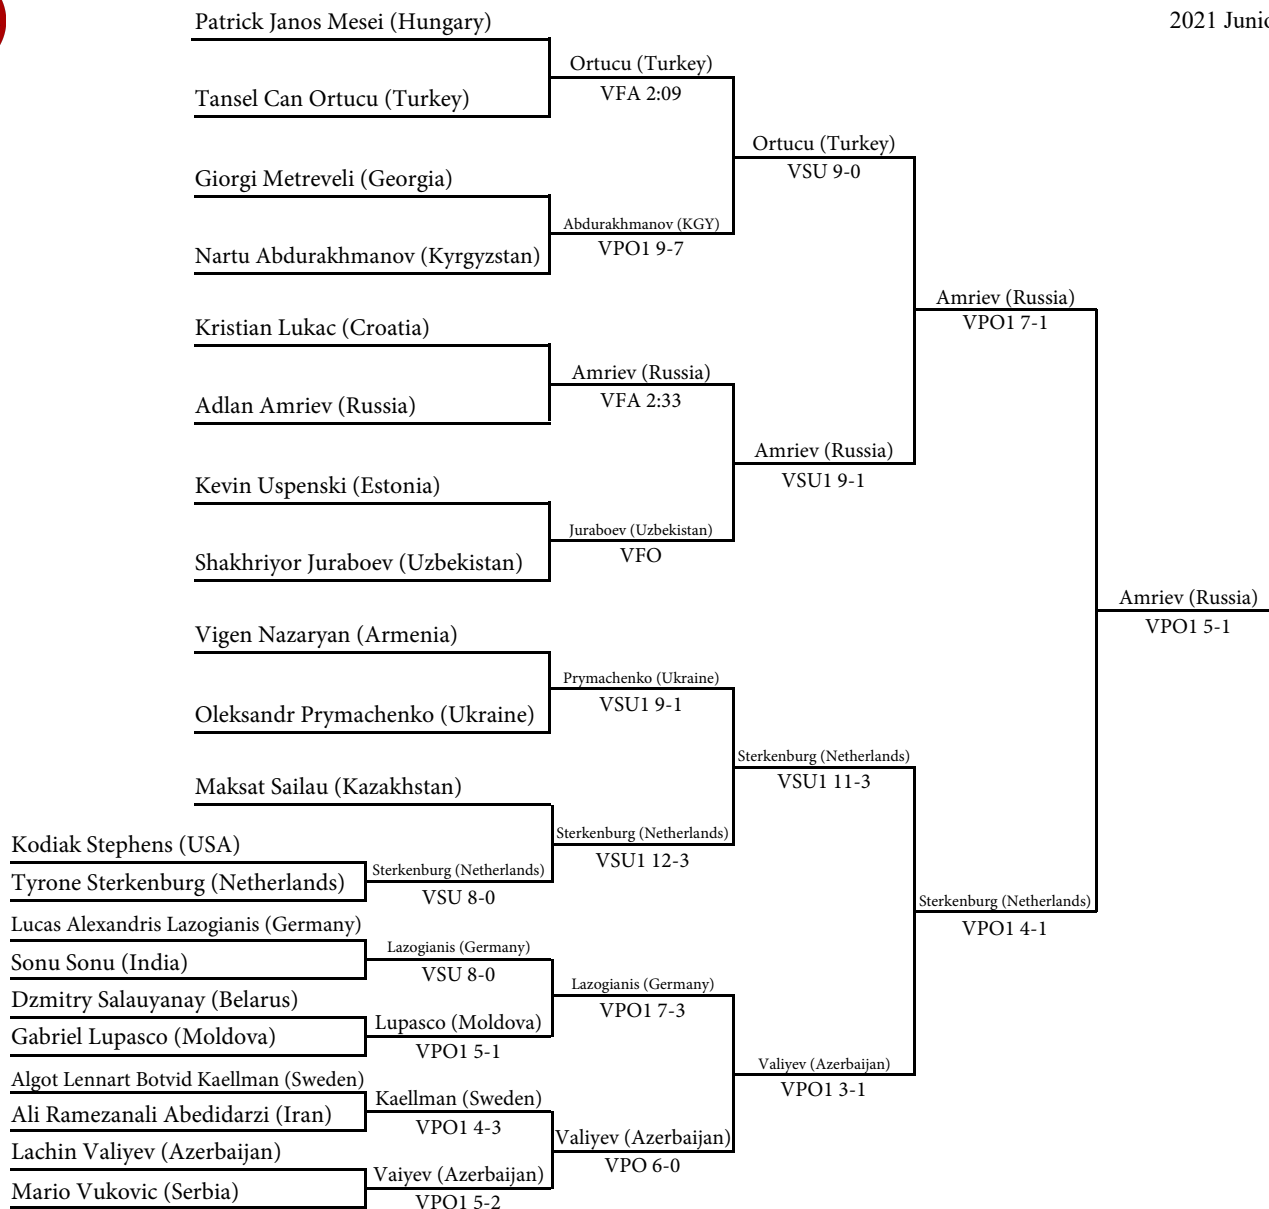 Patrick Janos Mesei (Hungary)
2021 Junio
Ortucu (Turkey)
VFA 2:09
Tansel Can Ortucu (Turkey)
Ortucu (Turkey)
VSU 9-0
Giorgi Metreveli (Georgia)
Abdurakhmanov (KGY)
VPO1 9-7
Nartu Abdurakhmanov (Kyrgyzstan)
Amriev (Russia)
VPO1 7-1
Kristian Lukac (Croatia)
Amriev (Russia)
VFA 2:33
Adlan Amriev (Russia)
Amriev (Russia)
VSU1 9-1
Kevin Uspenski (Estonia)
Juraboev (Uzbekistan)
VFO
Shakhriyor Juraboev (Uzbekistan)
Amriev (Russia)
VPO1 5-1
Vigen Nazaryan (Armenia)
Prymachenko (Ukraine)
VSU1 9-1
Oleksandr Prymachenko (Ukraine)
Sterkenburg (Netherlands)
VSU1 11-3
Maksat Sailau (Kazakhstan)
Sterkenburg (Netherlands)
VSU1 12-3
Kodiak Stephens (USA)
Sterkenburg (Netherlands)
VSU 8-0
Tyrone Sterkenburg (Netherlands)
Sterkenburg (Netherlands)
VPO1 4-1
Lucas Alexandris Lazogianis (Germany)
Lazogianis (Germany)
VSU 8-0
Sonu Sonu (India)
Lazogianis (Germany)
VPO1 7-3
Dzmitry Salauyanay (Belarus)
Lupasco (Moldova)
VPO1 5-1
Gabriel Lupasco (Moldova)
Valiyev (Azerbaijan)
VPO1 3-1
Algot Lennart Botvid Kaellman (Sweden)
Kaellman (Sweden)
VPO1 4-3
Ali Ramezanali Abedidarzi (Iran)
Valiyev (Azerbaijan)
VPO 6-0
Lachin Valiyev (Azerbaijan)
Vaiyev (Azerbaijan)
VPO1 5-2
Mario Vukovic (Serbia)